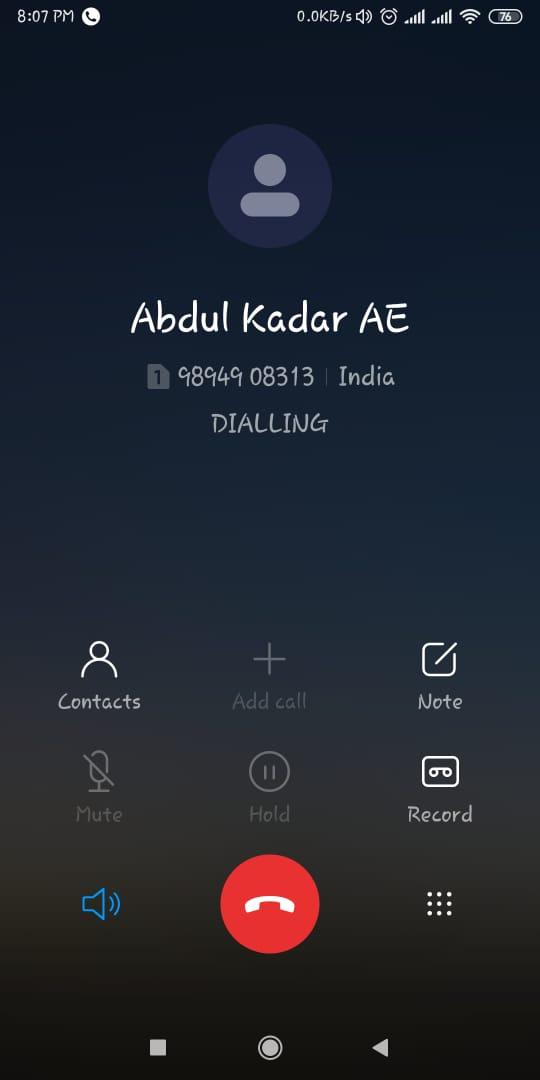 8:07 PM 0.0KB/s 76
Abdul Kadar AE
1 98949 08313 | India
DIALLING
Contacts Add call Note
Mute Hold Record